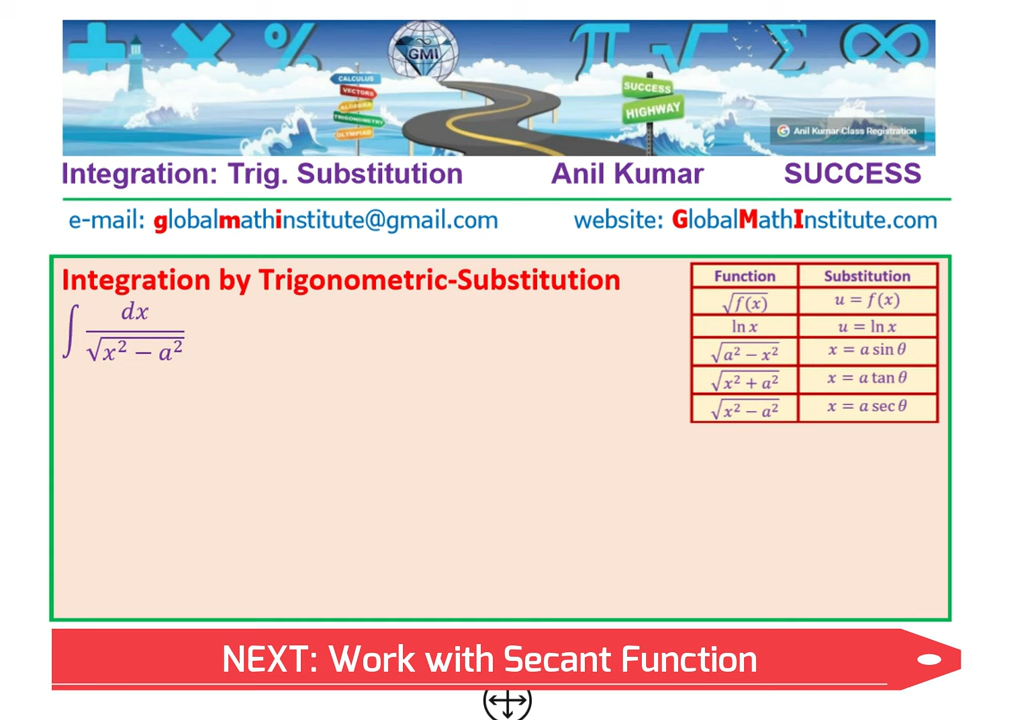 GMI
CALCULUS
VECTORS
ALGEBRA
TRIGONOMETRY
OLYMPIAD
SUCCESS
HIGHWAY
Anil Kumar Class Registration
Integration: Trig. Substitution Anil Kumar SUCCESS
e-mail: globalmathinstitute@gmail.com website: GlobalMathInstitute.com
Integration by Trigonometric-Substitution
∫ dx / √(x² − a²)
Function Substitution
√f(x) u = f(x)
ln x u = ln x
√(a² − x²) x = a sin θ
√(x² + a²) x = a tan θ
√(x² − a²) x = a sec θ
NEXT: Work with Secant Function